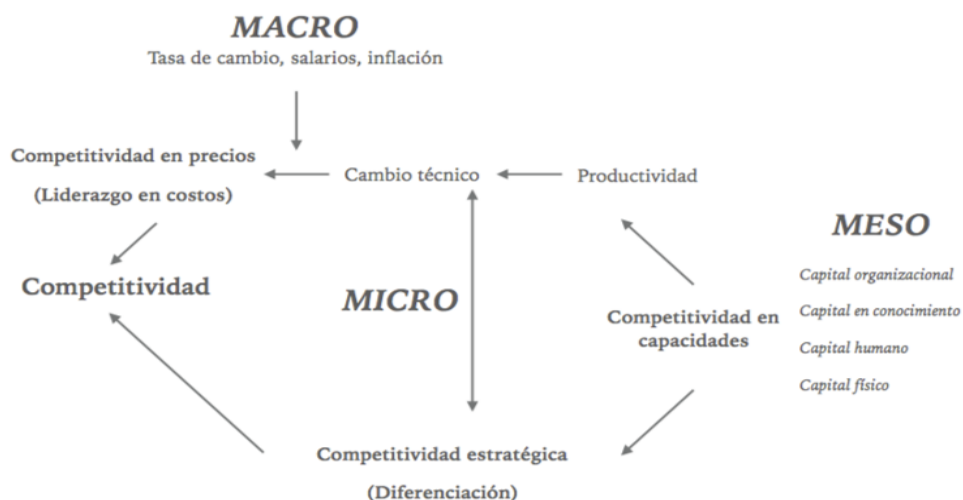 MACRO
Tasa de cambio, salarios, inflación
Competitividad en precios
(Liderazgo en costos)
Cambio técnico
Productividad
MESO
Competitividad
MICRO
Capital organizacional
Competitividad en
capacidades
Capital en conocimiento
Capital humano
Capital físico
Competitividad estratégica
(Diferenciación)